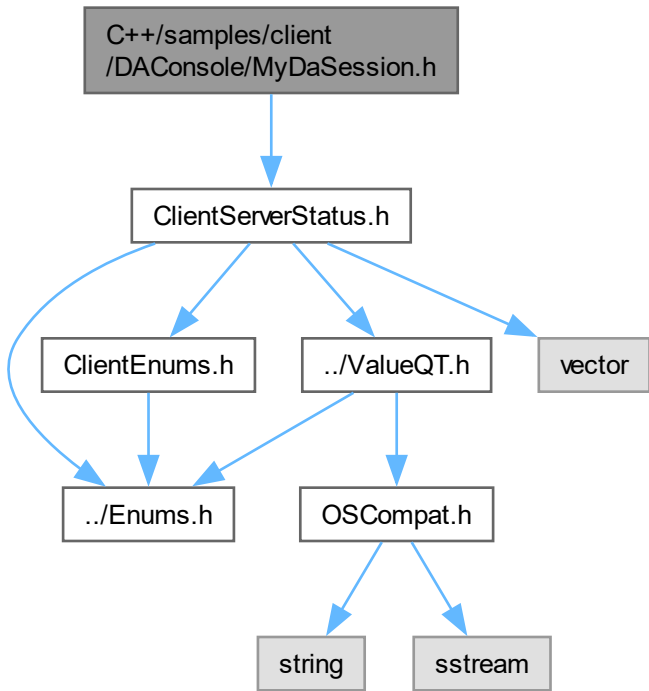 C++/samples/client
/DAConsole/MyDaSession.h
ClientServerStatus.h
ClientEnums.h
../ValueQT.h
vector
../Enums.h
OSCompat.h
string
sstream